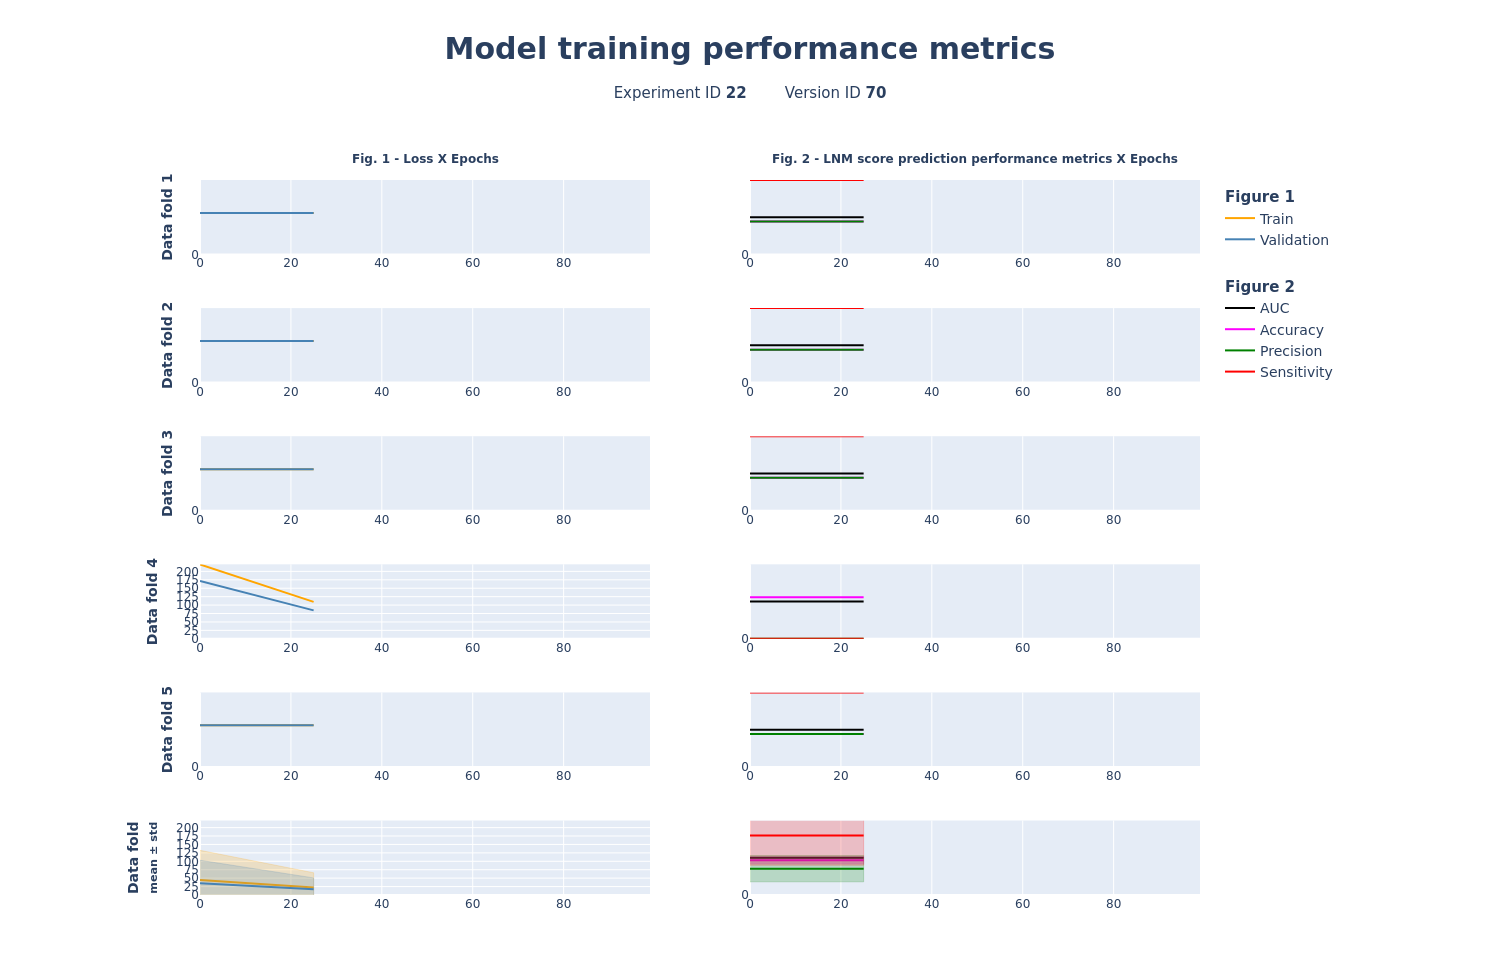 Model training performance metrics
Experiment ID 22 Version ID 70
Fig. 1 - Loss X Epochs
Fig. 2 - LNM score prediction performance metrics X Epochs
Data fold 1
0
0 20 40 60 80
0
0 20 40 60 80
Figure 1
Train
Validation
Figure 2
AUC
Accuracy
Precision
Sensitivity
Data fold 2
0
0 20 40 60 80
0
0 20 40 60 80
Data fold 3
0
0 20 40 60 80
0
0 20 40 60 80
Data fold 4
200
175
150
125
100
75
50
25
0
0 20 40 60 80
0
0 20 40 60 80
Data fold 5
0
0 20 40 60 80
0
0 20 40 60 80
Data fold
mean ± std
200
175
150
125
100
75
50
25
0
0 20 40 60 80
0
0 20 40 60 80